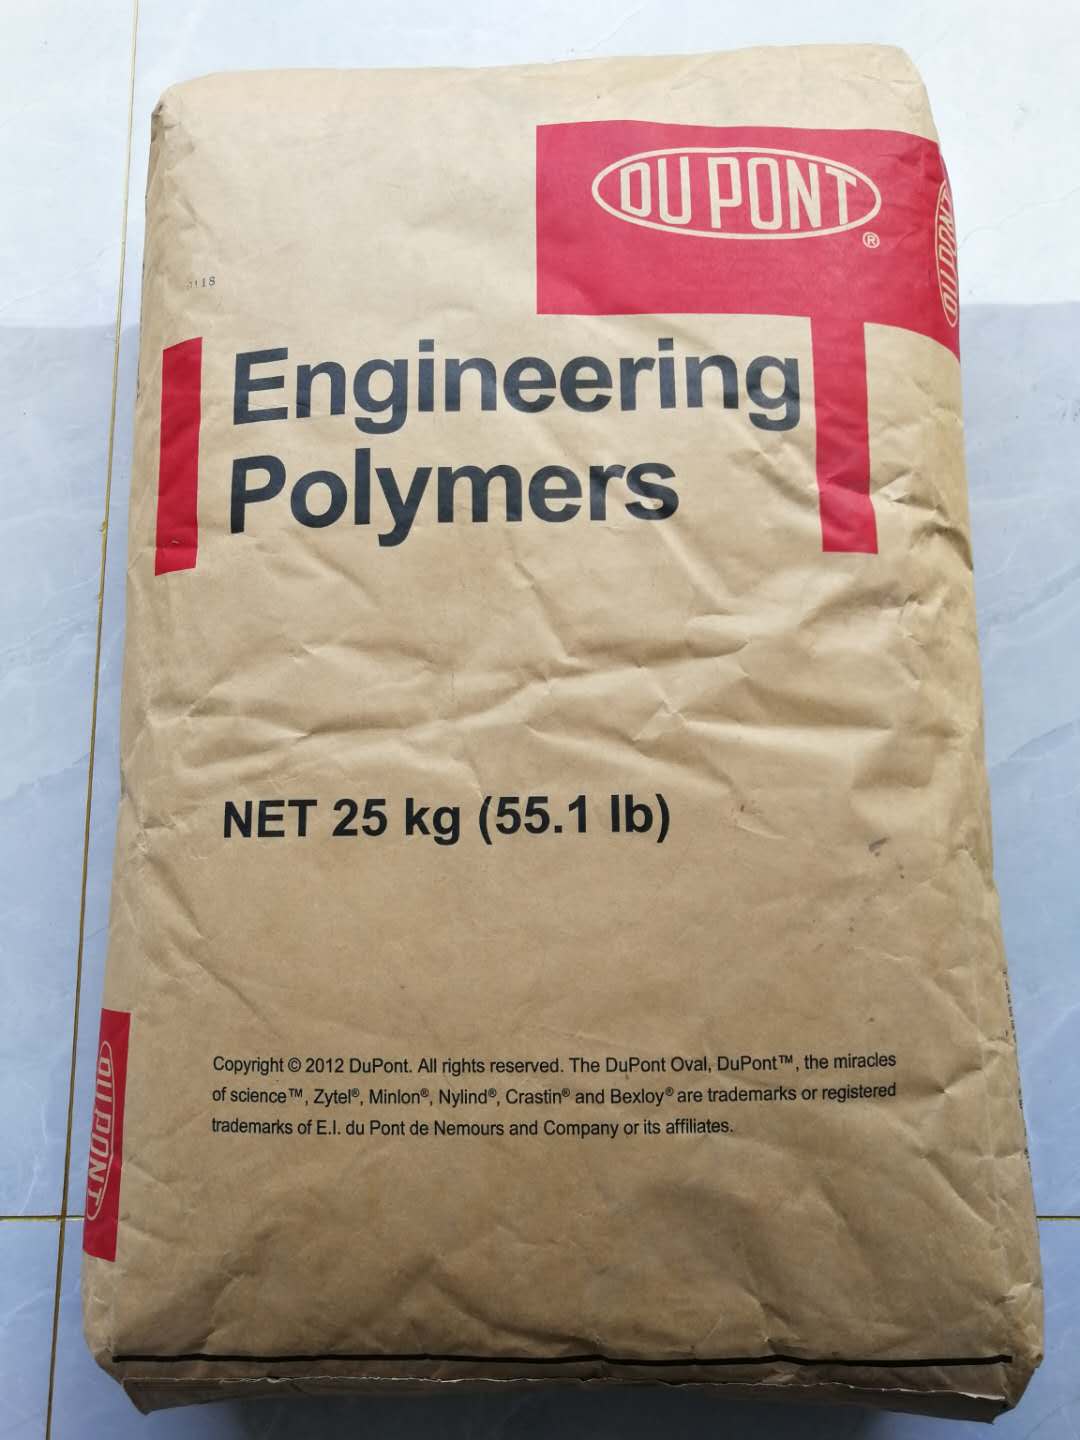 DU PONT
®
DU PONT
Engineering
Polymers
NET 25 kg (55.1 lb)
Copyright © 2012 DuPont. All rights reserved. The DuPont Oval, DuPont™, the miracles
of science™, Zytel®, Minlon®, Nylind®, Crastin® and Bexloy® are trademarks or registered
trademarks of E.I. du Pont de Nemours and Company or its affiliates.
DU PONT